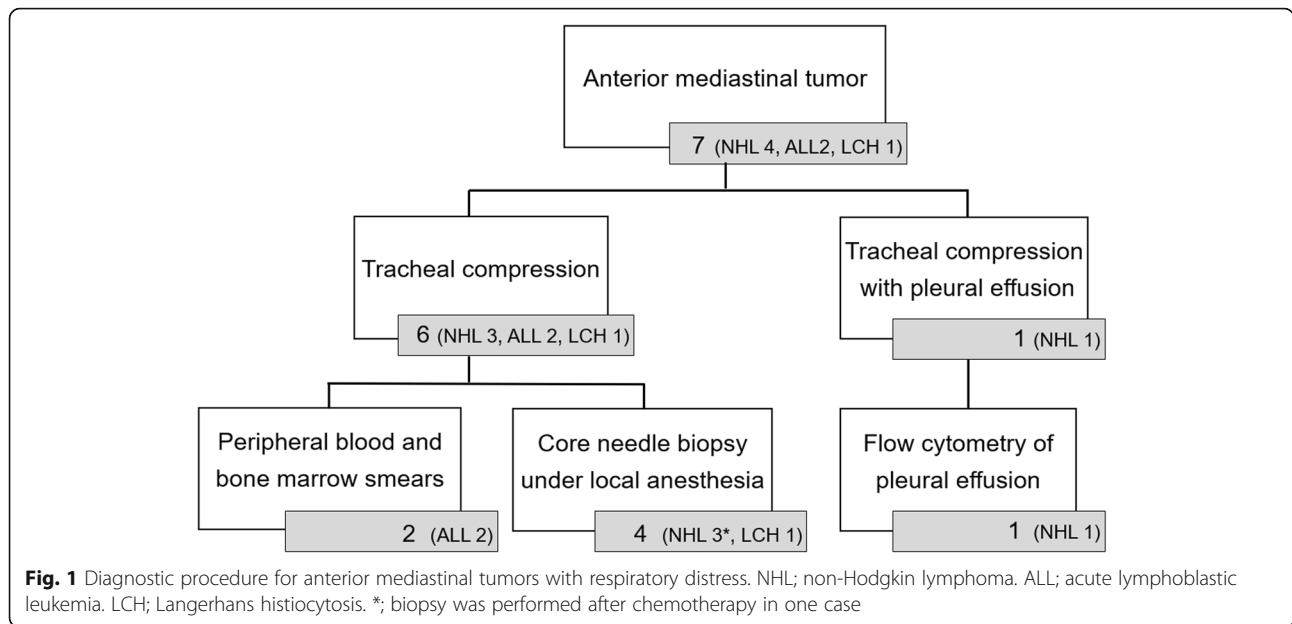 Anterior mediastinal tumor
7 (NHL 4, ALL2, LCH 1)
Tracheal compression
6 (NHL 3, ALL 2, LCH 1)
Tracheal compression
with pleural effusion
1 (NHL 1)
Peripheral blood and
bone marrow smears
2 (ALL 2)
Core needle biopsy
under local anesthesia
4 (NHL 3*, LCH 1)
Flow cytometry of
pleural effusion
1 (NHL 1)
Fig. 1 Diagnostic procedure for anterior mediastinal tumors with respiratory distress. NHL; non-Hodgkin lymphoma. ALL; acute lymphoblastic
leukemia. LCH; Langerhans histiocytosis. *; biopsy was performed after chemotherapy in one case